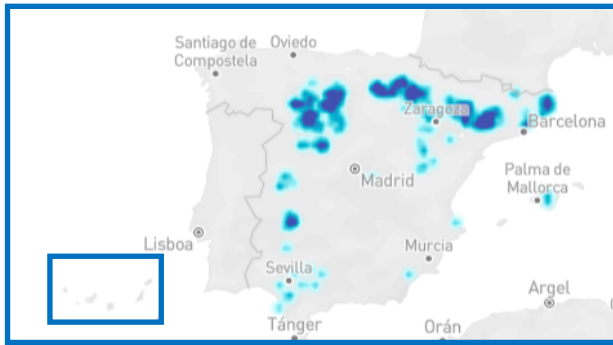 Santiago de
Compostela
Oviedo
Zaragoza
Barcelona
Madrid
Palma de
Mallorca
Lisboa
Murcia
Sevilla
Argel
Tánger
Orán